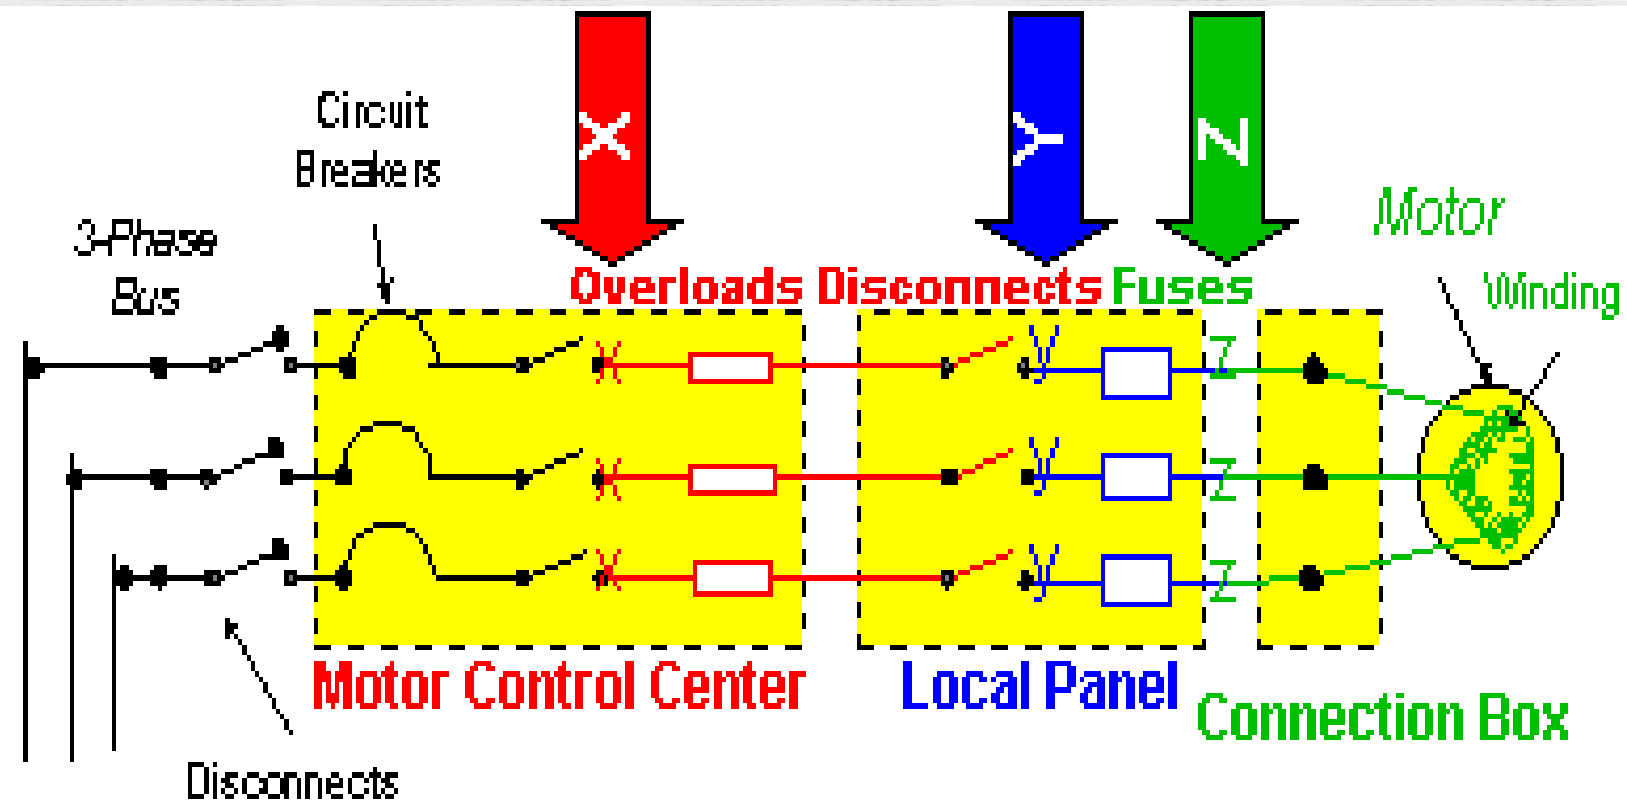 X
Y
Z
Circuit
Breakers
3-Phase
Bus
Motor
Winding
Overloads Disconnects Fuses
X
Y
Z
X
Y
Z
X
Y
Z
Motor Control Center
Local Panel
Connection Box
Disconnects